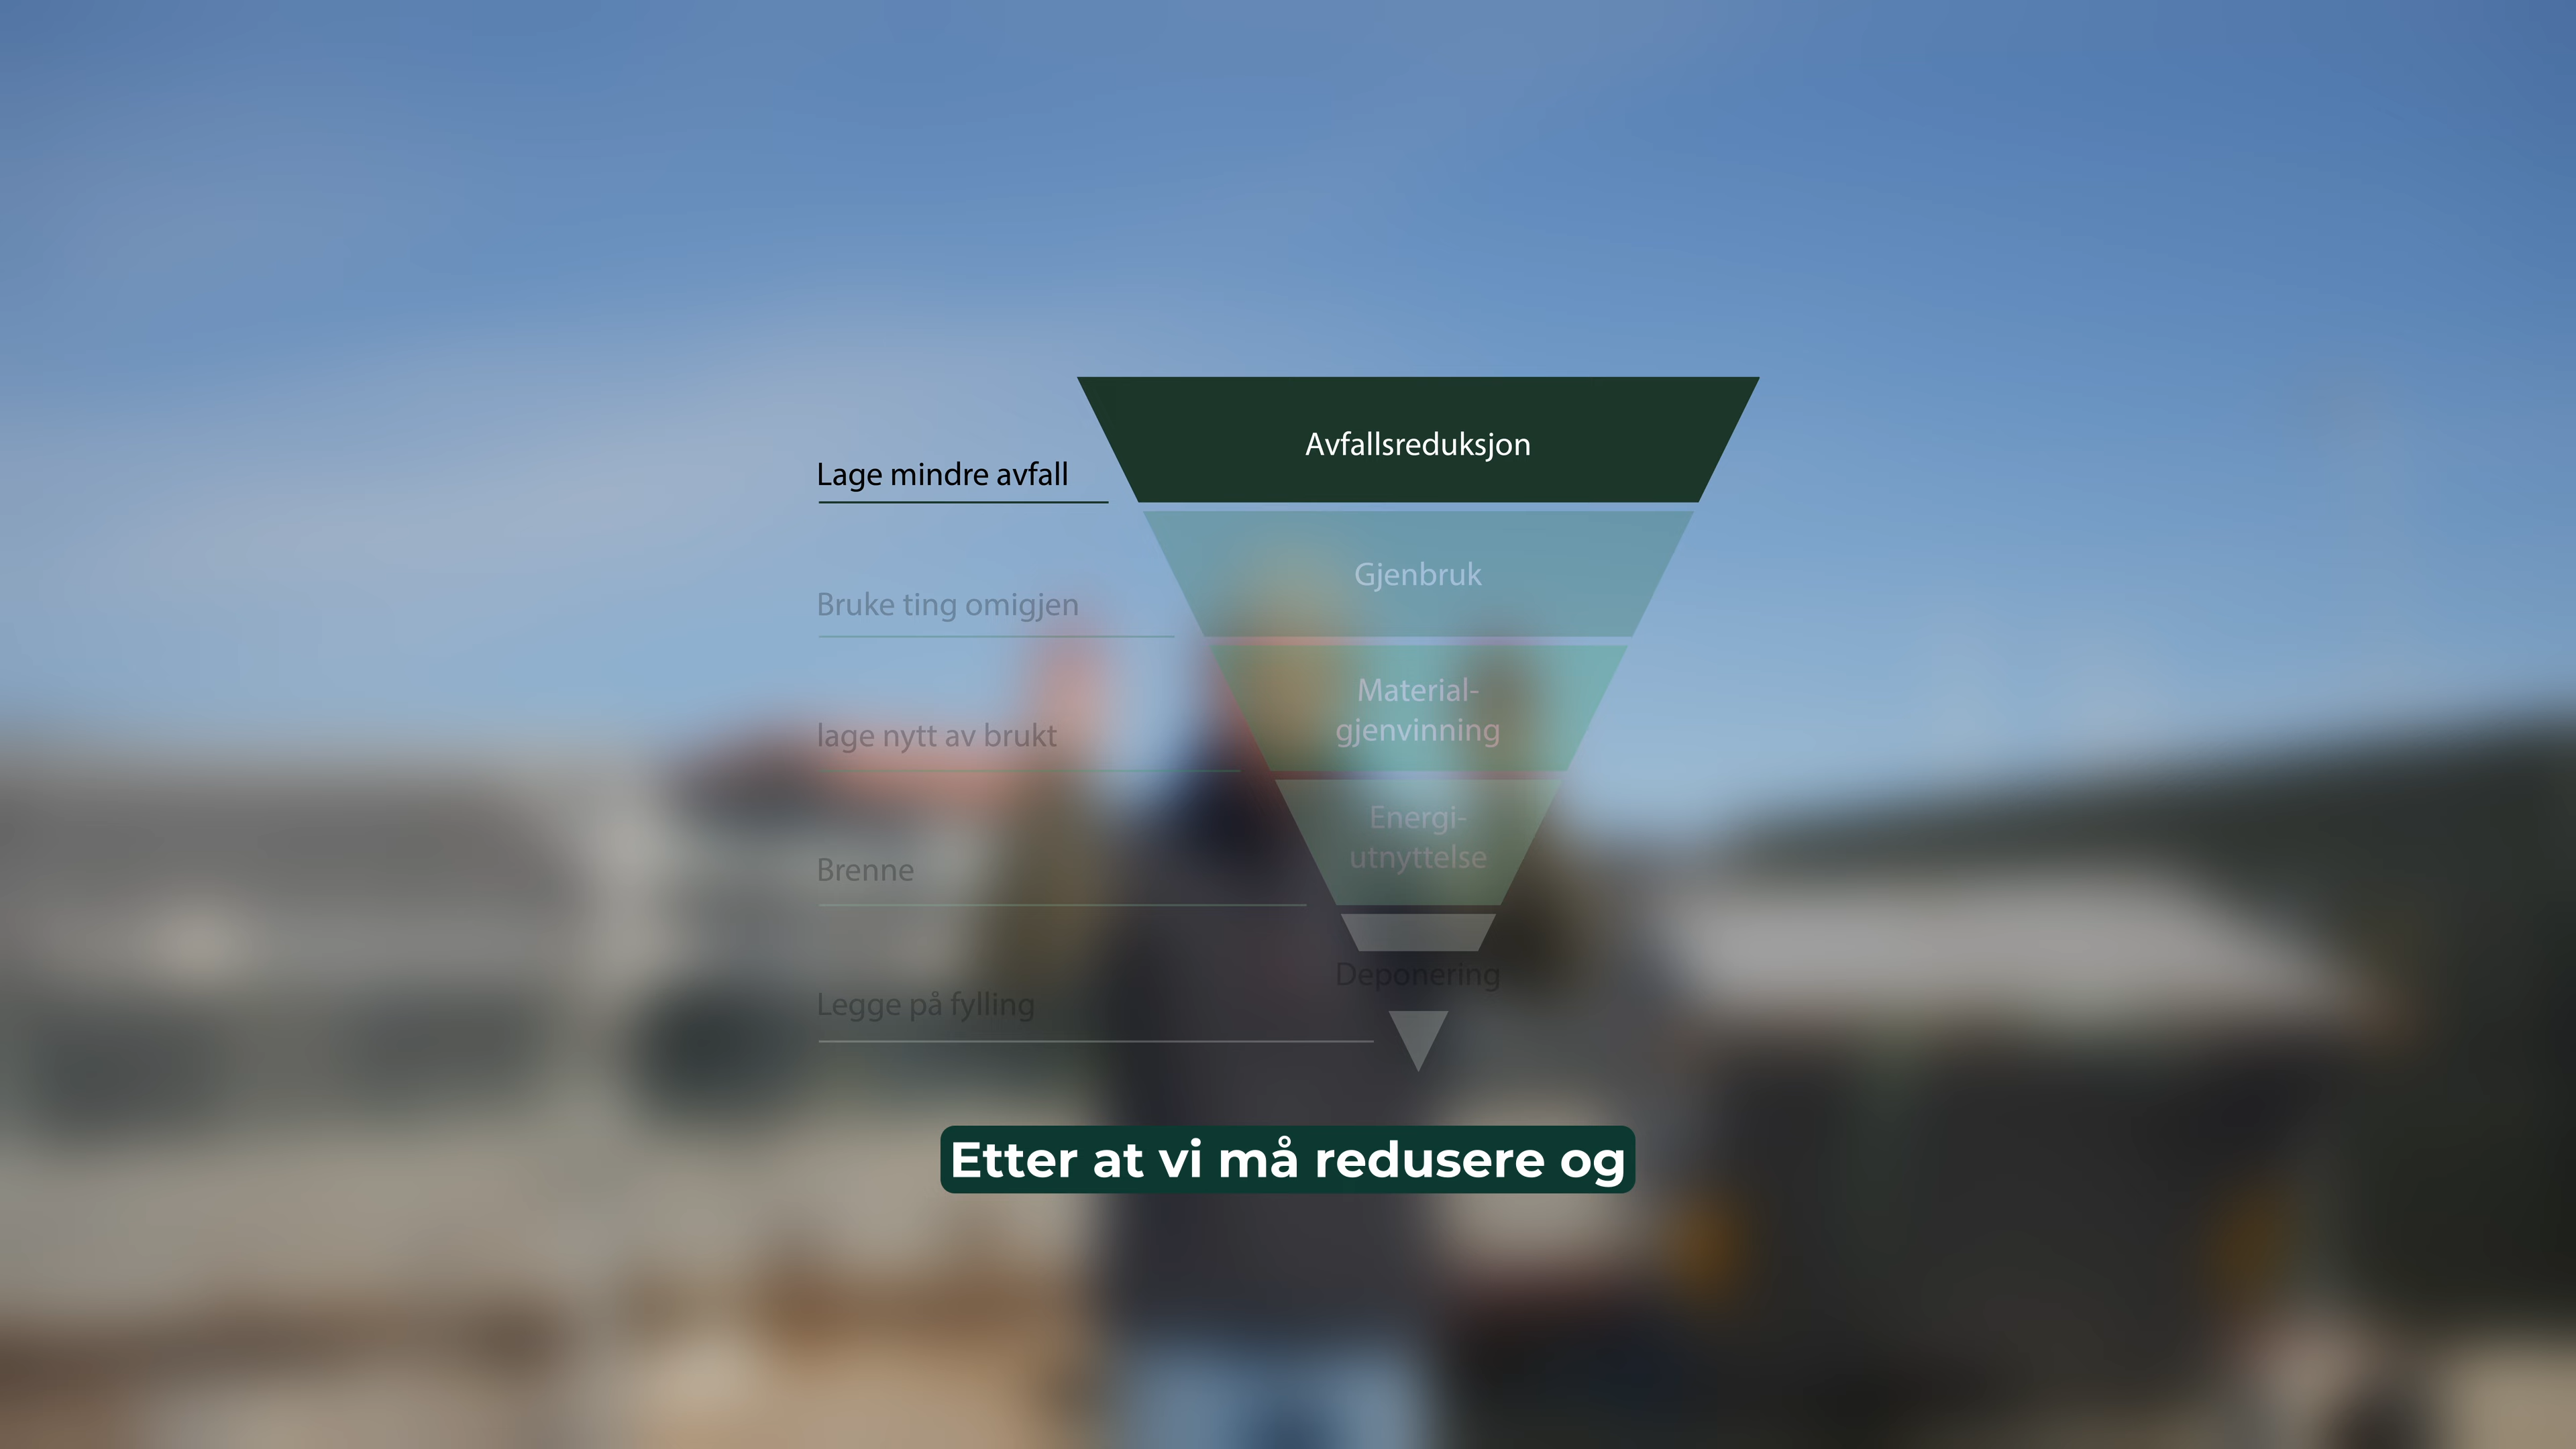 Avfallsreduksjon
Lage mindre avfall
Gjenbruk
Bruke ting omigjen
Material-
gjenvinning
lage nytt av brukt
Energi-
utnyttelse
Brenne
Deponering
Legge på fylling
Etter at vi må redusere og